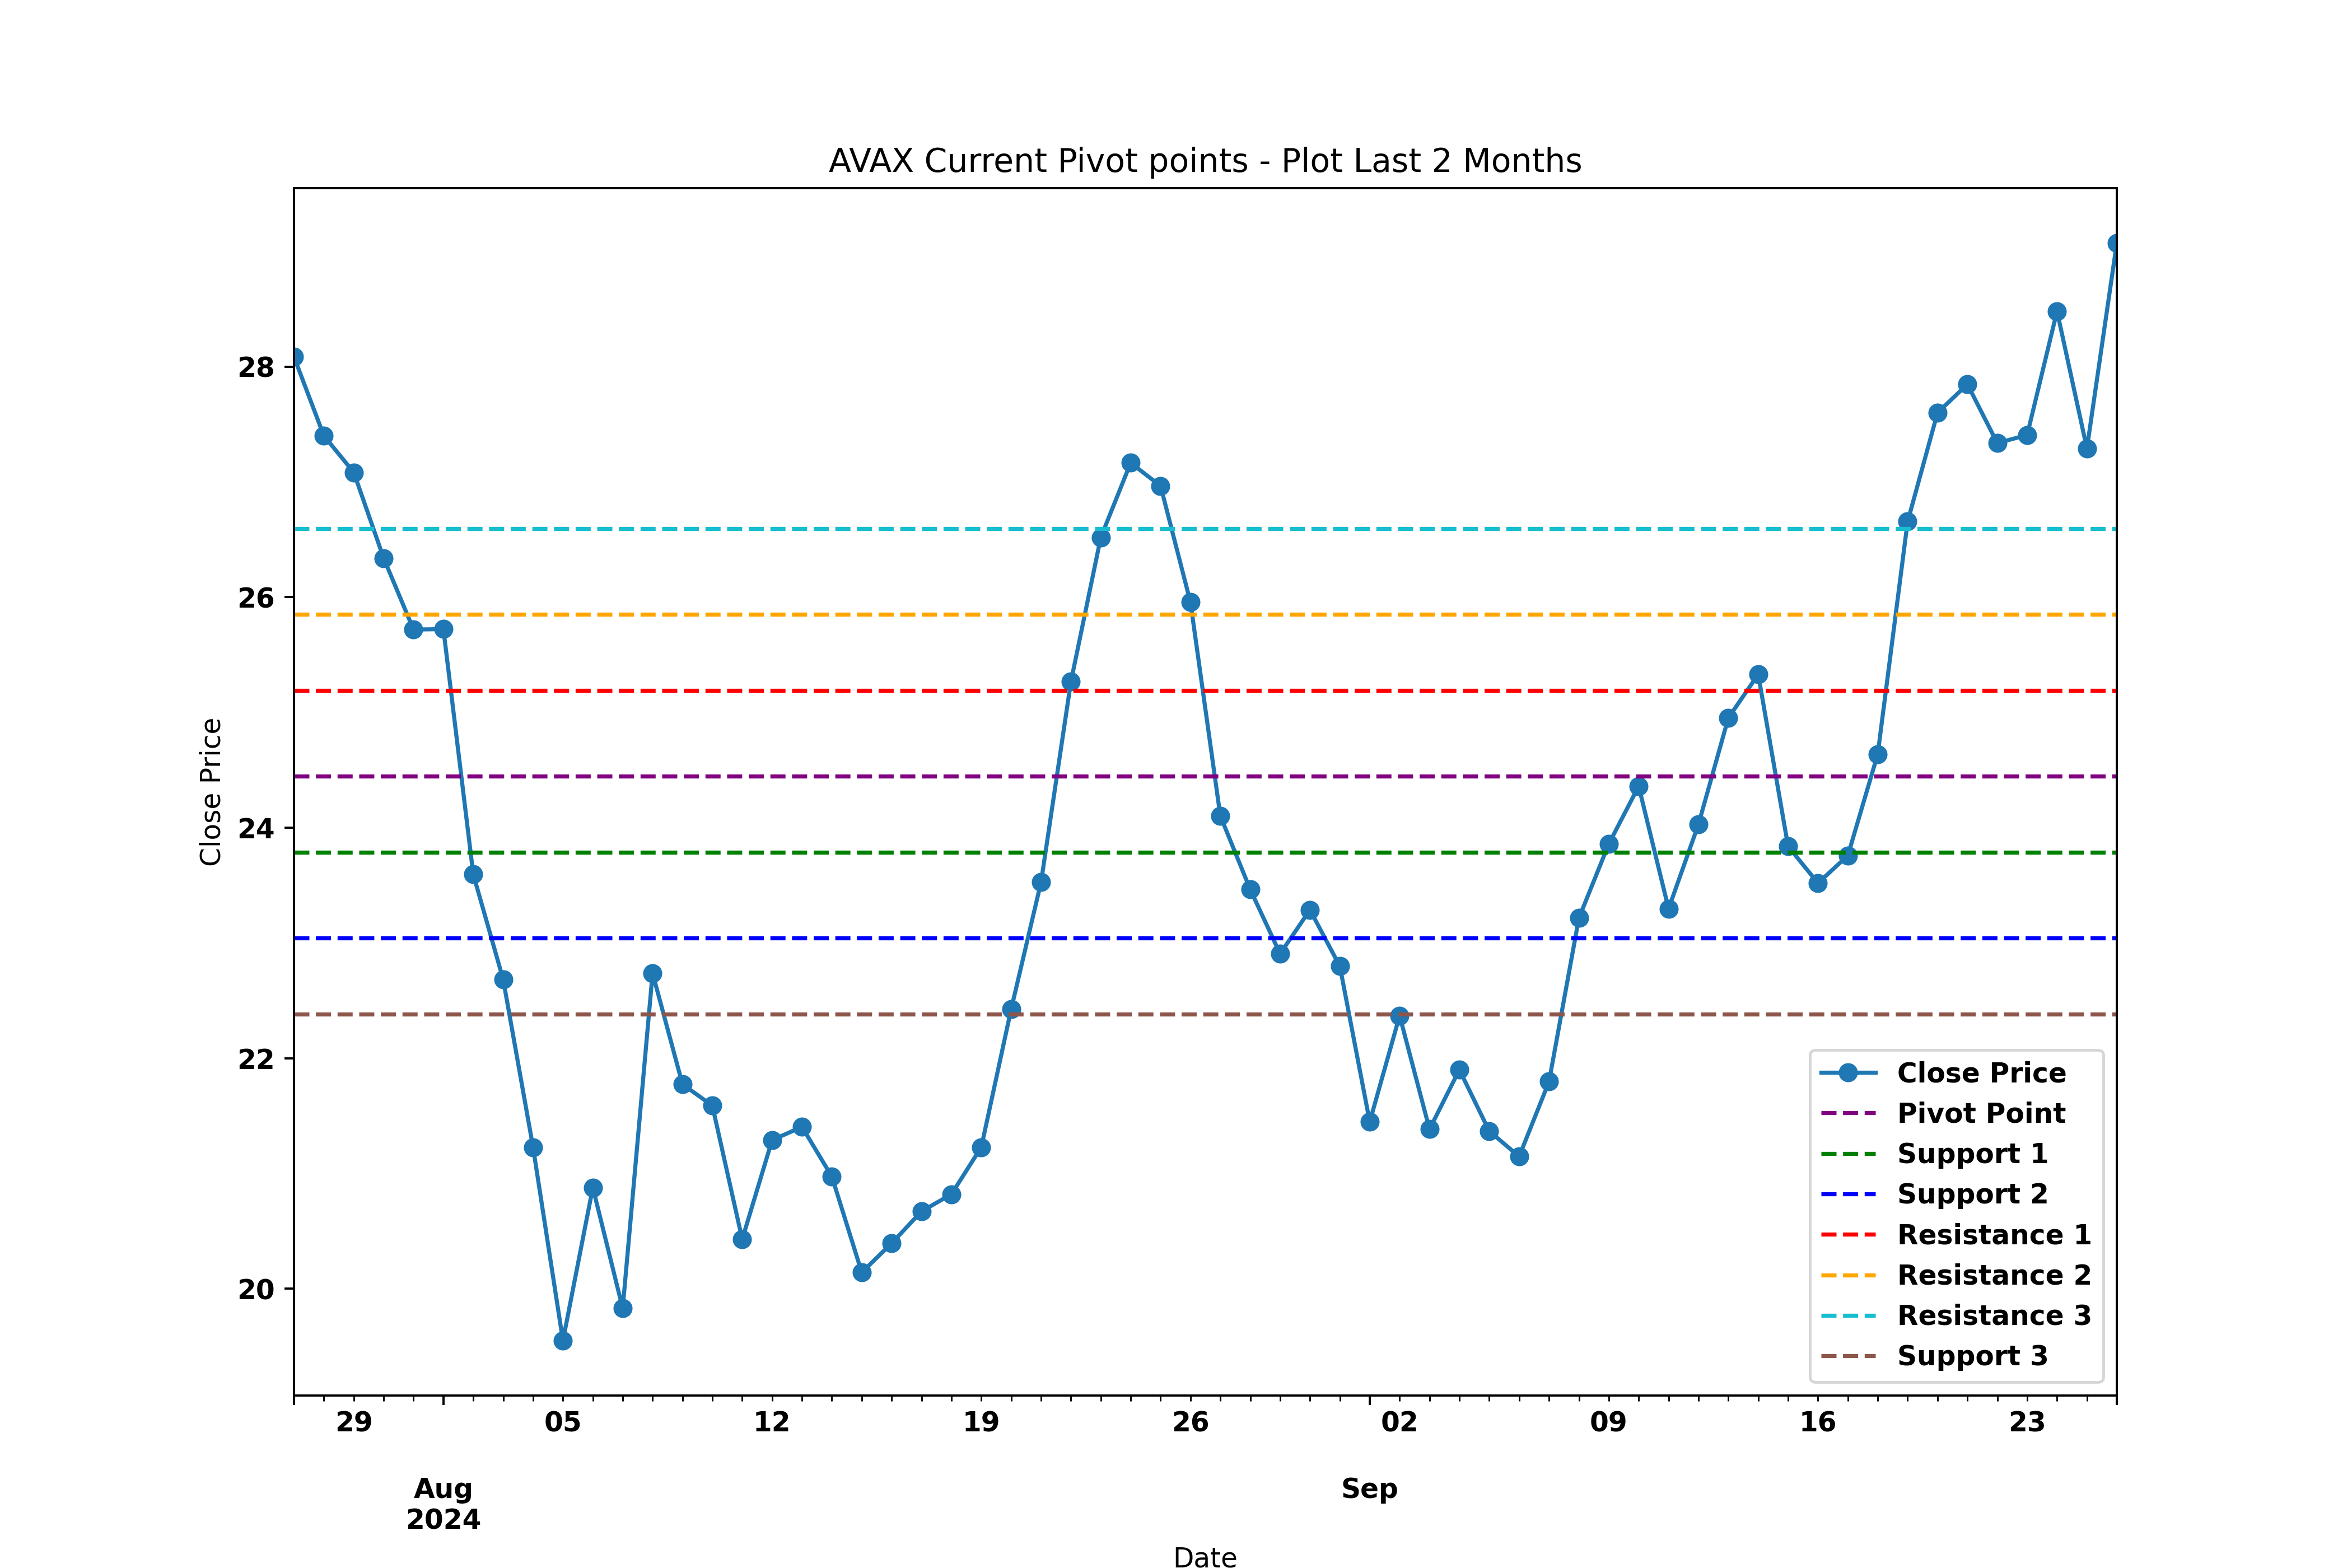 AVAX Current Pivot points - Plot Last 2 Months
Close Price
28
26
24
22
20
Close Price
Pivot Point
Support 1
Support 2
Resistance 1
Resistance 2
Resistance 3
Support 3
29 05 12 19 26 02 09 16 23
Aug Sep
2024
Date